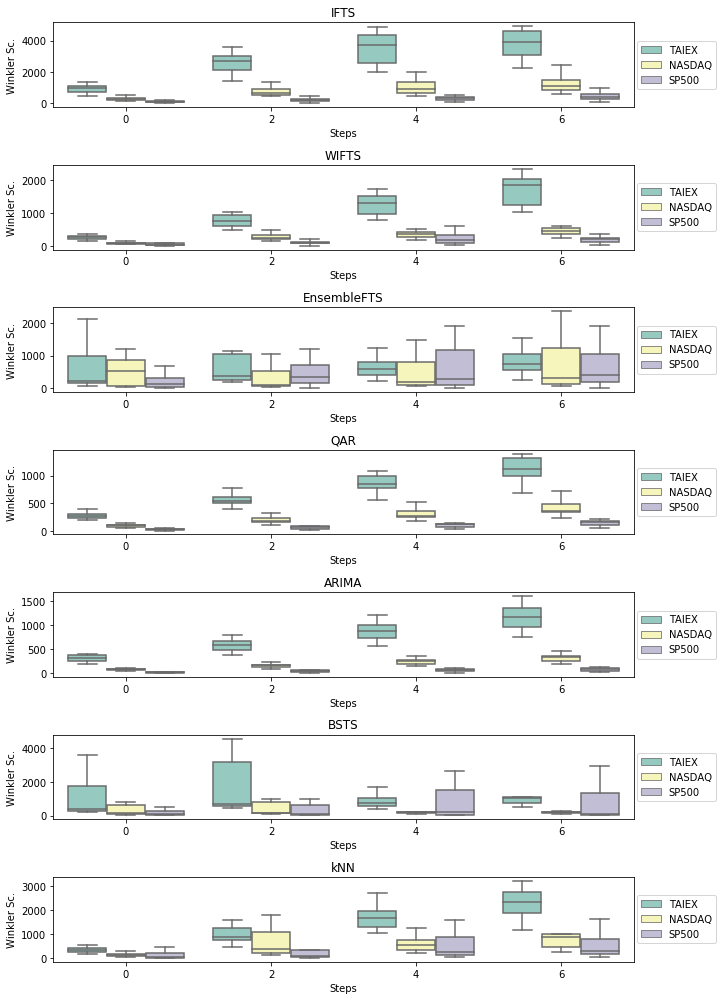 IFTS
Winkler Sc.
4000
2000
0
0 2 4 6
Steps
TAIEX
NASDAQ
SP500
WIFTS
Winkler Sc.
2000
1000
0
0 2 4 6
Steps
TAIEX
NASDAQ
SP500
EnsembleFTS
Winkler Sc.
2000
1000
0
0 2 4 6
Steps
TAIEX
NASDAQ
SP500
QAR
Winkler Sc.
1000
500
0
0 2 4 6
Steps
TAIEX
NASDAQ
SP500
ARIMA
Winkler Sc.
1500
1000
500
0
0 2 4 6
Steps
TAIEX
NASDAQ
SP500
BSTS
Winkler Sc.
4000
2000
0
0 2 4 6
Steps
TAIEX
NASDAQ
SP500
kNN
Winkler Sc.
3000
2000
1000
0
0 2 4 6
Steps
TAIEX
NASDAQ
SP500